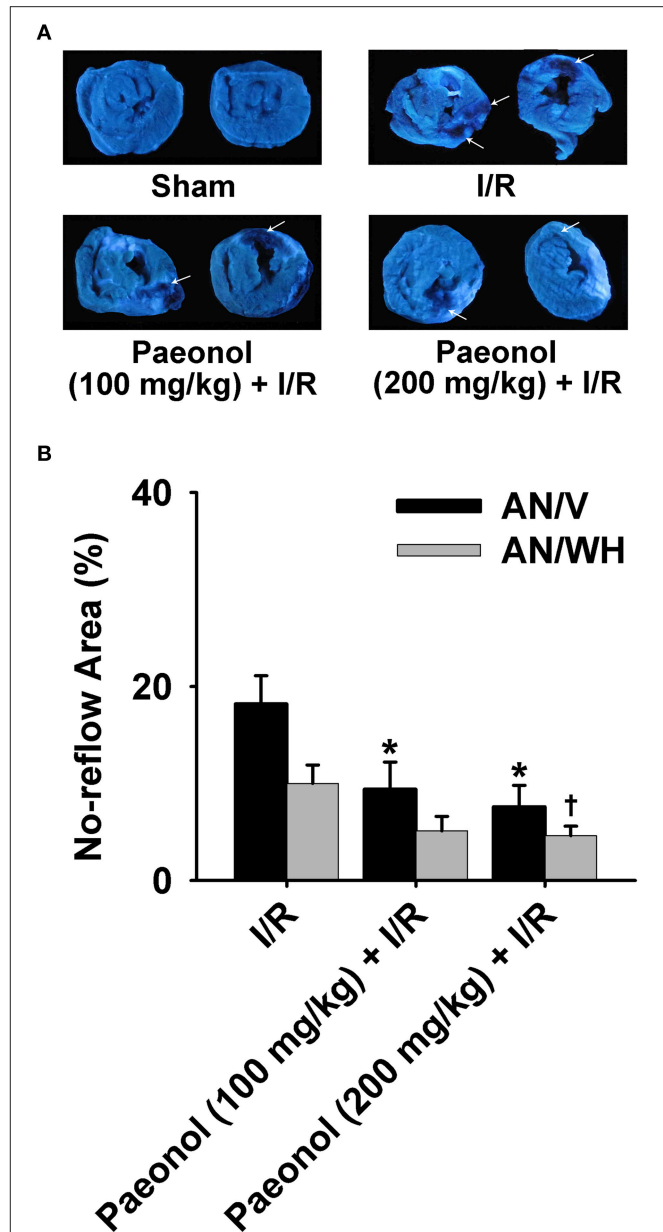 A
Sham
I/R
Paeonol
(100 mg/kg) + I/R
Paeonol
(200 mg/kg) + I/R
B
No-reflow Area (%)
40
20
0
AN/V
AN/WH
*
*
†
I/R
Paeonol (100 mg/kg) + I/R
Paeonol (200 mg/kg) + I/R